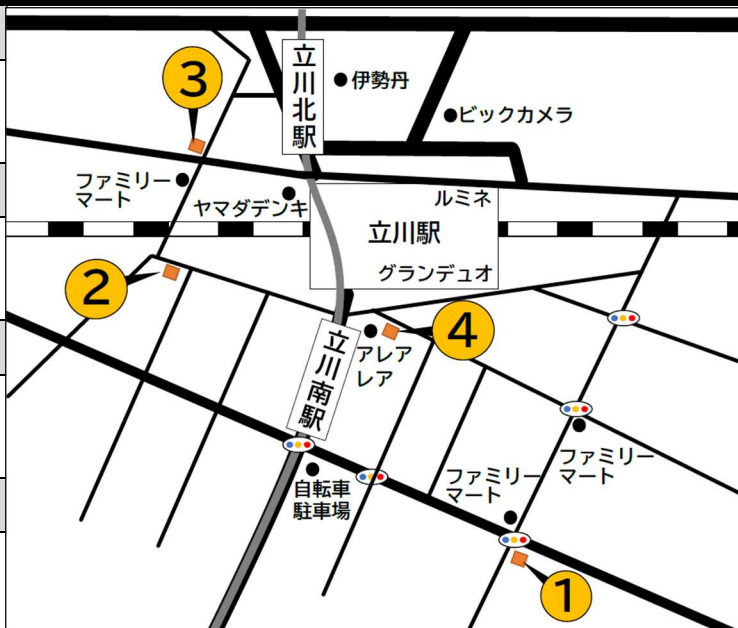 立川北駅
伊勢丹
ビックカメラ
3
ファミリー
マート
ヤマダデンキ
ルミネ
立川駅
グランデュオ
2
4
アレア
レア
立川南駅
自転車
駐車場
ファミリー
マート
ファミリー
マート
1